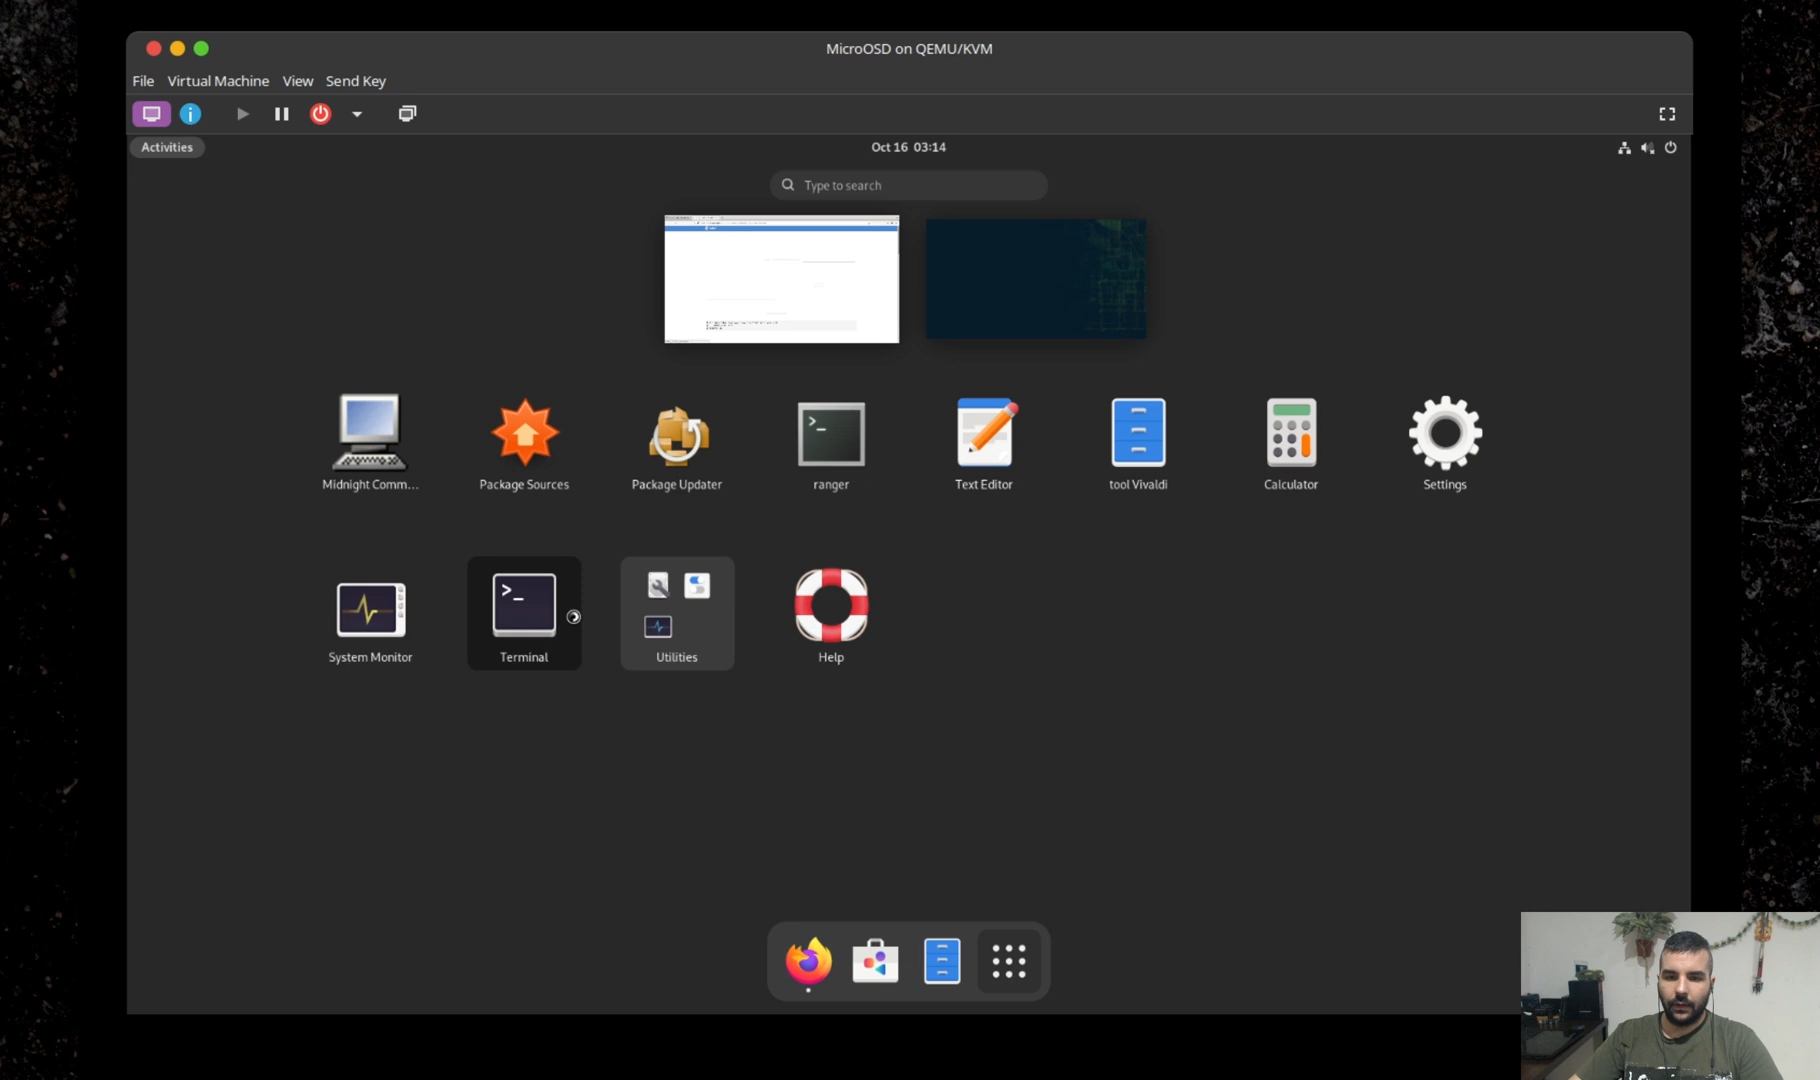 MicroOSD on QEMU/KVM
File Virtual Machine View Send Key
Activities
Oct 16 03:14
Type to search
Midnight Comm...
Package Sources
Package Updater
ranger
Text Editor
tool Vivaldi
Calculator
Settings
System Monitor
Terminal
Utilities
Help